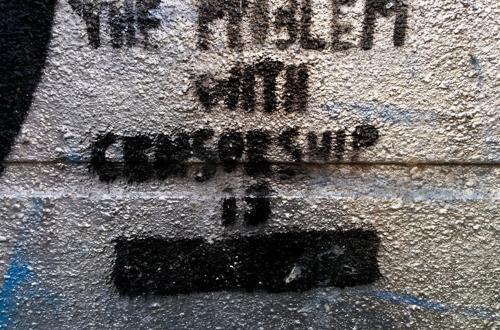 THE PROBLEM
WITH
CENSORSHIP
IS